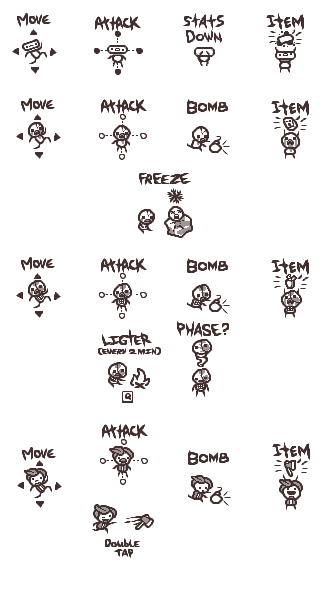 MOVE
ATTACK
STATS
DOWN
ITEM
MOVE
ATTACK
BOMB
ITEM
FREEZE
MOVE
ATTACK
BOMB
ITEM
LIGTER
(EVERY 2 MIN)
PHASE?
Q
MOVE
ATTACK
BOMB
ITEM
DOUBLE
TAP